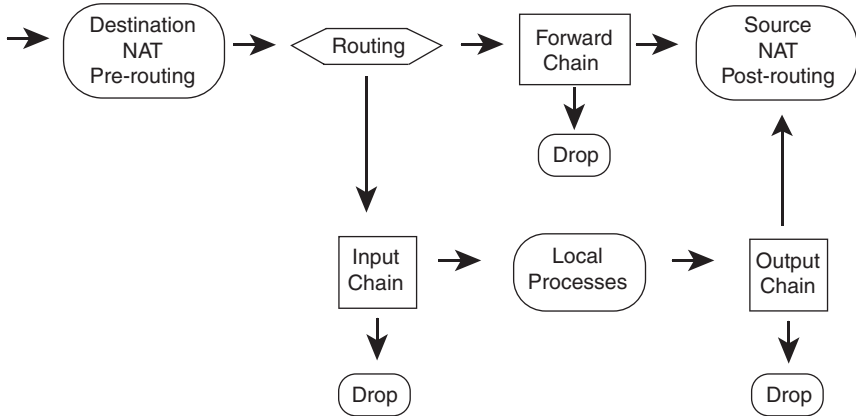 Destination
NAT
Pre-routing
Routing
Forward
Chain
Source
NAT
Post-routing
Drop
Input
Chain
Local
Processes
Output
Chain
Drop
Drop